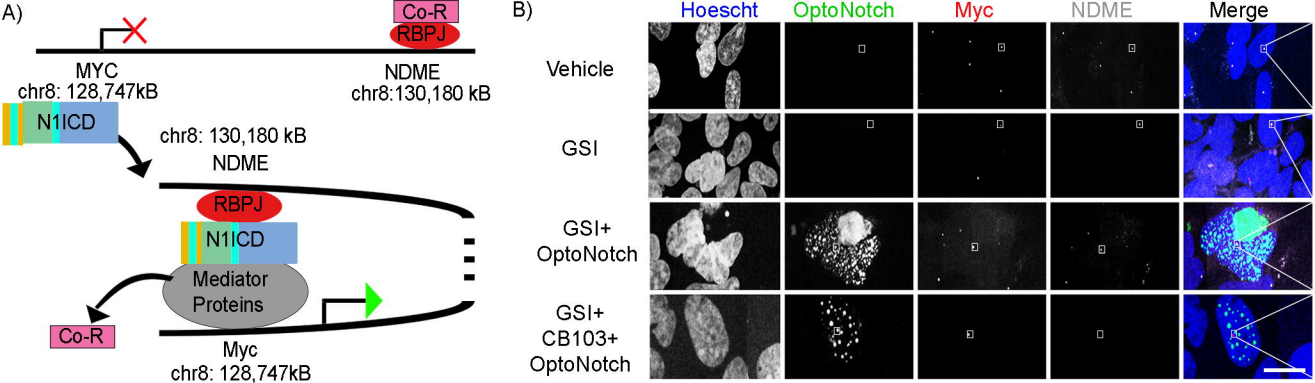 A)
Co-R
RBPJ
MYC
chr8: 128,747kB
NDME
chr8:130,180 kB
N1ICD
chr8: 130,180 kB
NDME
RBPJ
N1ICD
Mediator
Proteins
Co-R
Myc
chr8: 128,747kB
B)
Hoescht OptoNotch Myc NDME Merge
Vehicle
GSI
GSI+
OptoNotch
GSI+
CB103+
OptoNotch